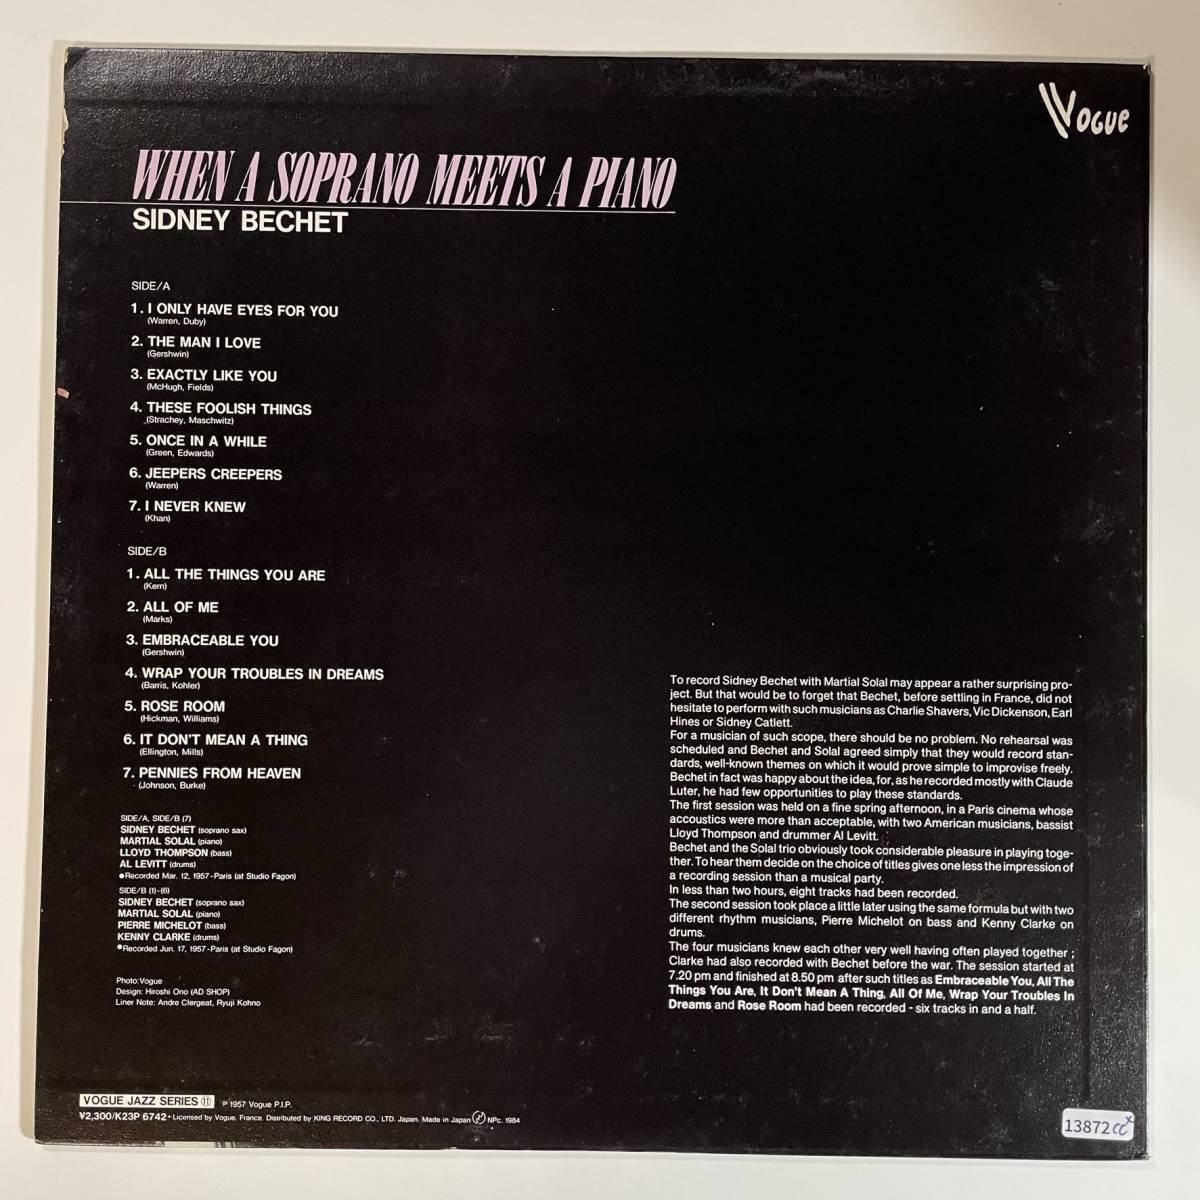 Vogue
WHEN A SOPRANO MEETS A PIANO
SIDNEY BECHET
SIDE/A
1. I ONLY HAVE EYES FOR YOU
(Warren, Duby)
2. THE MAN I LOVE
(Gershwin)
3. EXACTLY LIKE YOU
(McHugh, Fields)
4. THESE FOOLISH THINGS
(Strachey, Maschwitz)
5. ONCE IN A WHILE
(Green, Edwards)
6. JEEPERS CREEPERS
(Warren)
7. I NEVER KNEW
(Khan)
SIDE/B
1. ALL THE THINGS YOU ARE
(Kern)
2. ALL OF ME
(Marks)
3. EMBRACEABLE YOU
(Gershwin)
4. WRAP YOUR TROUBLES IN DREAMS
(Barris, Kohler)
5. ROSE ROOM
(Hickman, Williams)
6. IT DON'T MEAN A THING
(Ellington, Mills)
7. PENNIES FROM HEAVEN
(Johnson, Burke)
SIDE/A, SIDE/B (7)
SIDNEY BECHET (soprano sax)
MARTIAL SOLAL (piano)
LLOYD THOMPSON (bass)
AL LEVITT (drums)
●Recorded Mar. 12, 1957-Paris (at Studio Fagon)
SIDE/B (1)-(6)
SIDNEY BECHET (soprano sax)
MARTIAL SOLAL (piano)
PIERRE MICHELOT (bass)
KENNY CLARKE (drums)
●Recorded Jun. 17, 1957-Paris (at Studio Fagon)
Photo:Vogue
Design: Hiroshi Ono (AD SHOP)
Liner Note: Andre Clergeat, Ryuji Kohno
To record Sidney Bechet with Martial Solal may appear a rather surprising pro-
ject. But that would be to forget that Bechet, before settling in France, did not
hesitate to perform with such musicians as Charlie Shavers, Vic Dickenson, Earl
Hines or Sidney Catlett.
For a musician of such scope, there should be no problem. No rehearsal was
scheduled and Bechet and Solal agreed simply that they would record stan-
dards, well-known themes on which it would prove simple to improvise freely.
Bechet in fact was happy about the idea, for, as he recorded mostly with Claude
Luter, he had few opportunities to play these standards.
The first session was held on a fine spring afternoon, in a Paris cinema whose
accoustics were more than acceptable, with two American musicians, bassist
Lloyd Thompson and drummer Al Levitt.
Bechet and the Solal trio obviously took considerable pleasure in playing toge-
ther. To hear them decide on the choice of titles gives one less the impression of
a recording session than a musical party.
In less than two hours, eight tracks had been recorded.
The second session took place a little later using the same formula but with two
different rhythm musicians, Pierre Michelot on bass and Kenny Clarke on
drums.
The four musicians knew each other very well having often played together ;
Clarke had also recorded with Bechet before the war. The session started at
7.20 pm and finished at 8.50 pm after such titles as Embraceable You, All The
Things You Are, It Don't Mean A Thing, All Of Me, Wrap Your Troubles In
Dreams and Rose Room had been recorded - six tracks in and a half.
VOGUE JAZZ SERIES ⑪ ℗ 1957 Vogue P.I.P.
¥2,300/K23P 6742・Licensed by Vogue, France. Distributed by KING RECORD CO., LTD. Japan. Made in Japan NPc. 1984
13872 cc x